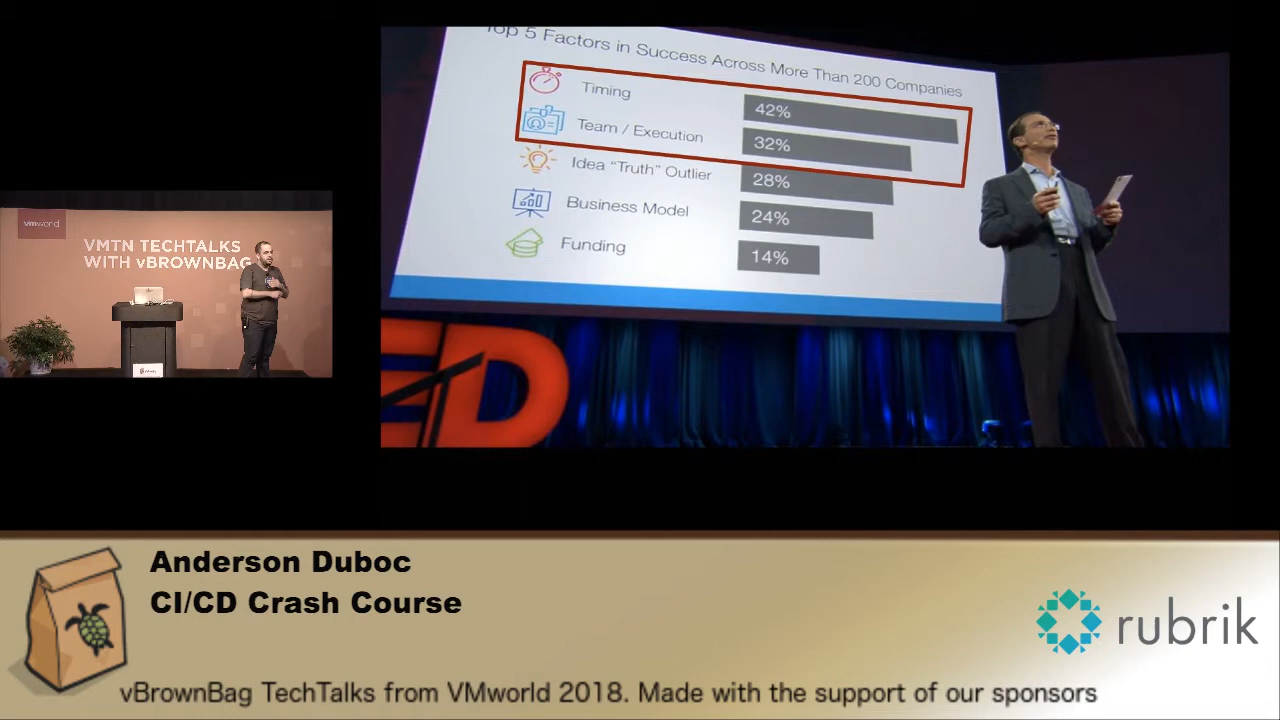 vmworld
VMTN TECHTALKS
WITH vBROWNBAG
Top 5 Factors in Success Across More Than 200 Companies
Timing
42%
Team / Execution
32%
Idea “Truth” Outlier
28%
Business Model
24%
Funding
14%
ED
Anderson Duboc
CI/CD Crash Course
rubrik
vBrownBag TechTalks from VMworld 2018. Made with the support of our sponsors